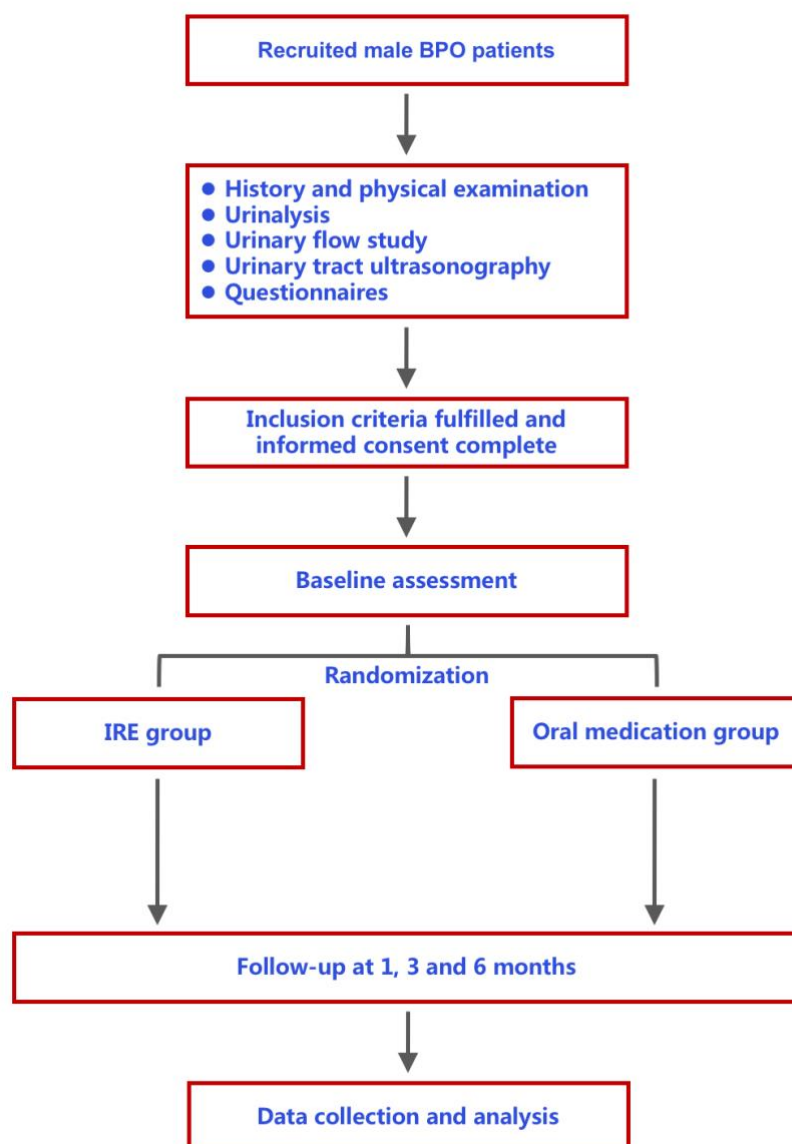 Recruited male BPO patients
● History and physical examination
● Urinalysis
● Urinary flow study
● Urinary tract ultrasonography
● Questionnaires
Inclusion criteria fulfilled and
informed consent complete
Baseline assessment
Randomization
IRE group
Oral medication group
Follow-up at 1, 3 and 6 months
Data collection and analysis